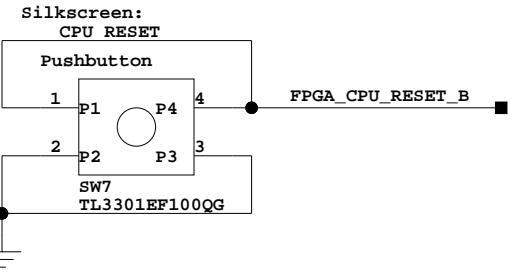 Silkscreen:
CPU RESET
Pushbutton
1 P1 P4 4 FPGA_CPU_RESET_B
2 P2 P3 3
SW7
TL3301EF100QG